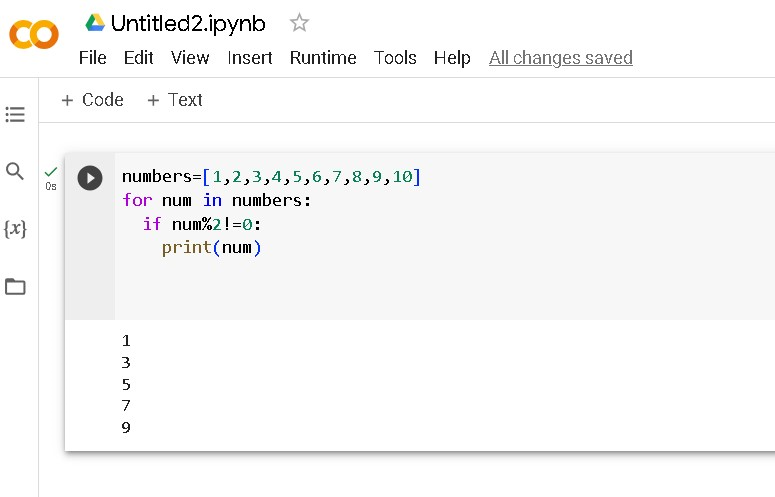 Untitled2.ipynb
File Edit View Insert Runtime Tools Help All changes saved
+ Code + Text
0s
{x}
numbers=[1,2,3,4,5,6,7,8,9,10]
for num in numbers:
  if num%2!=0:
    print(num)
1
3
5
7
9